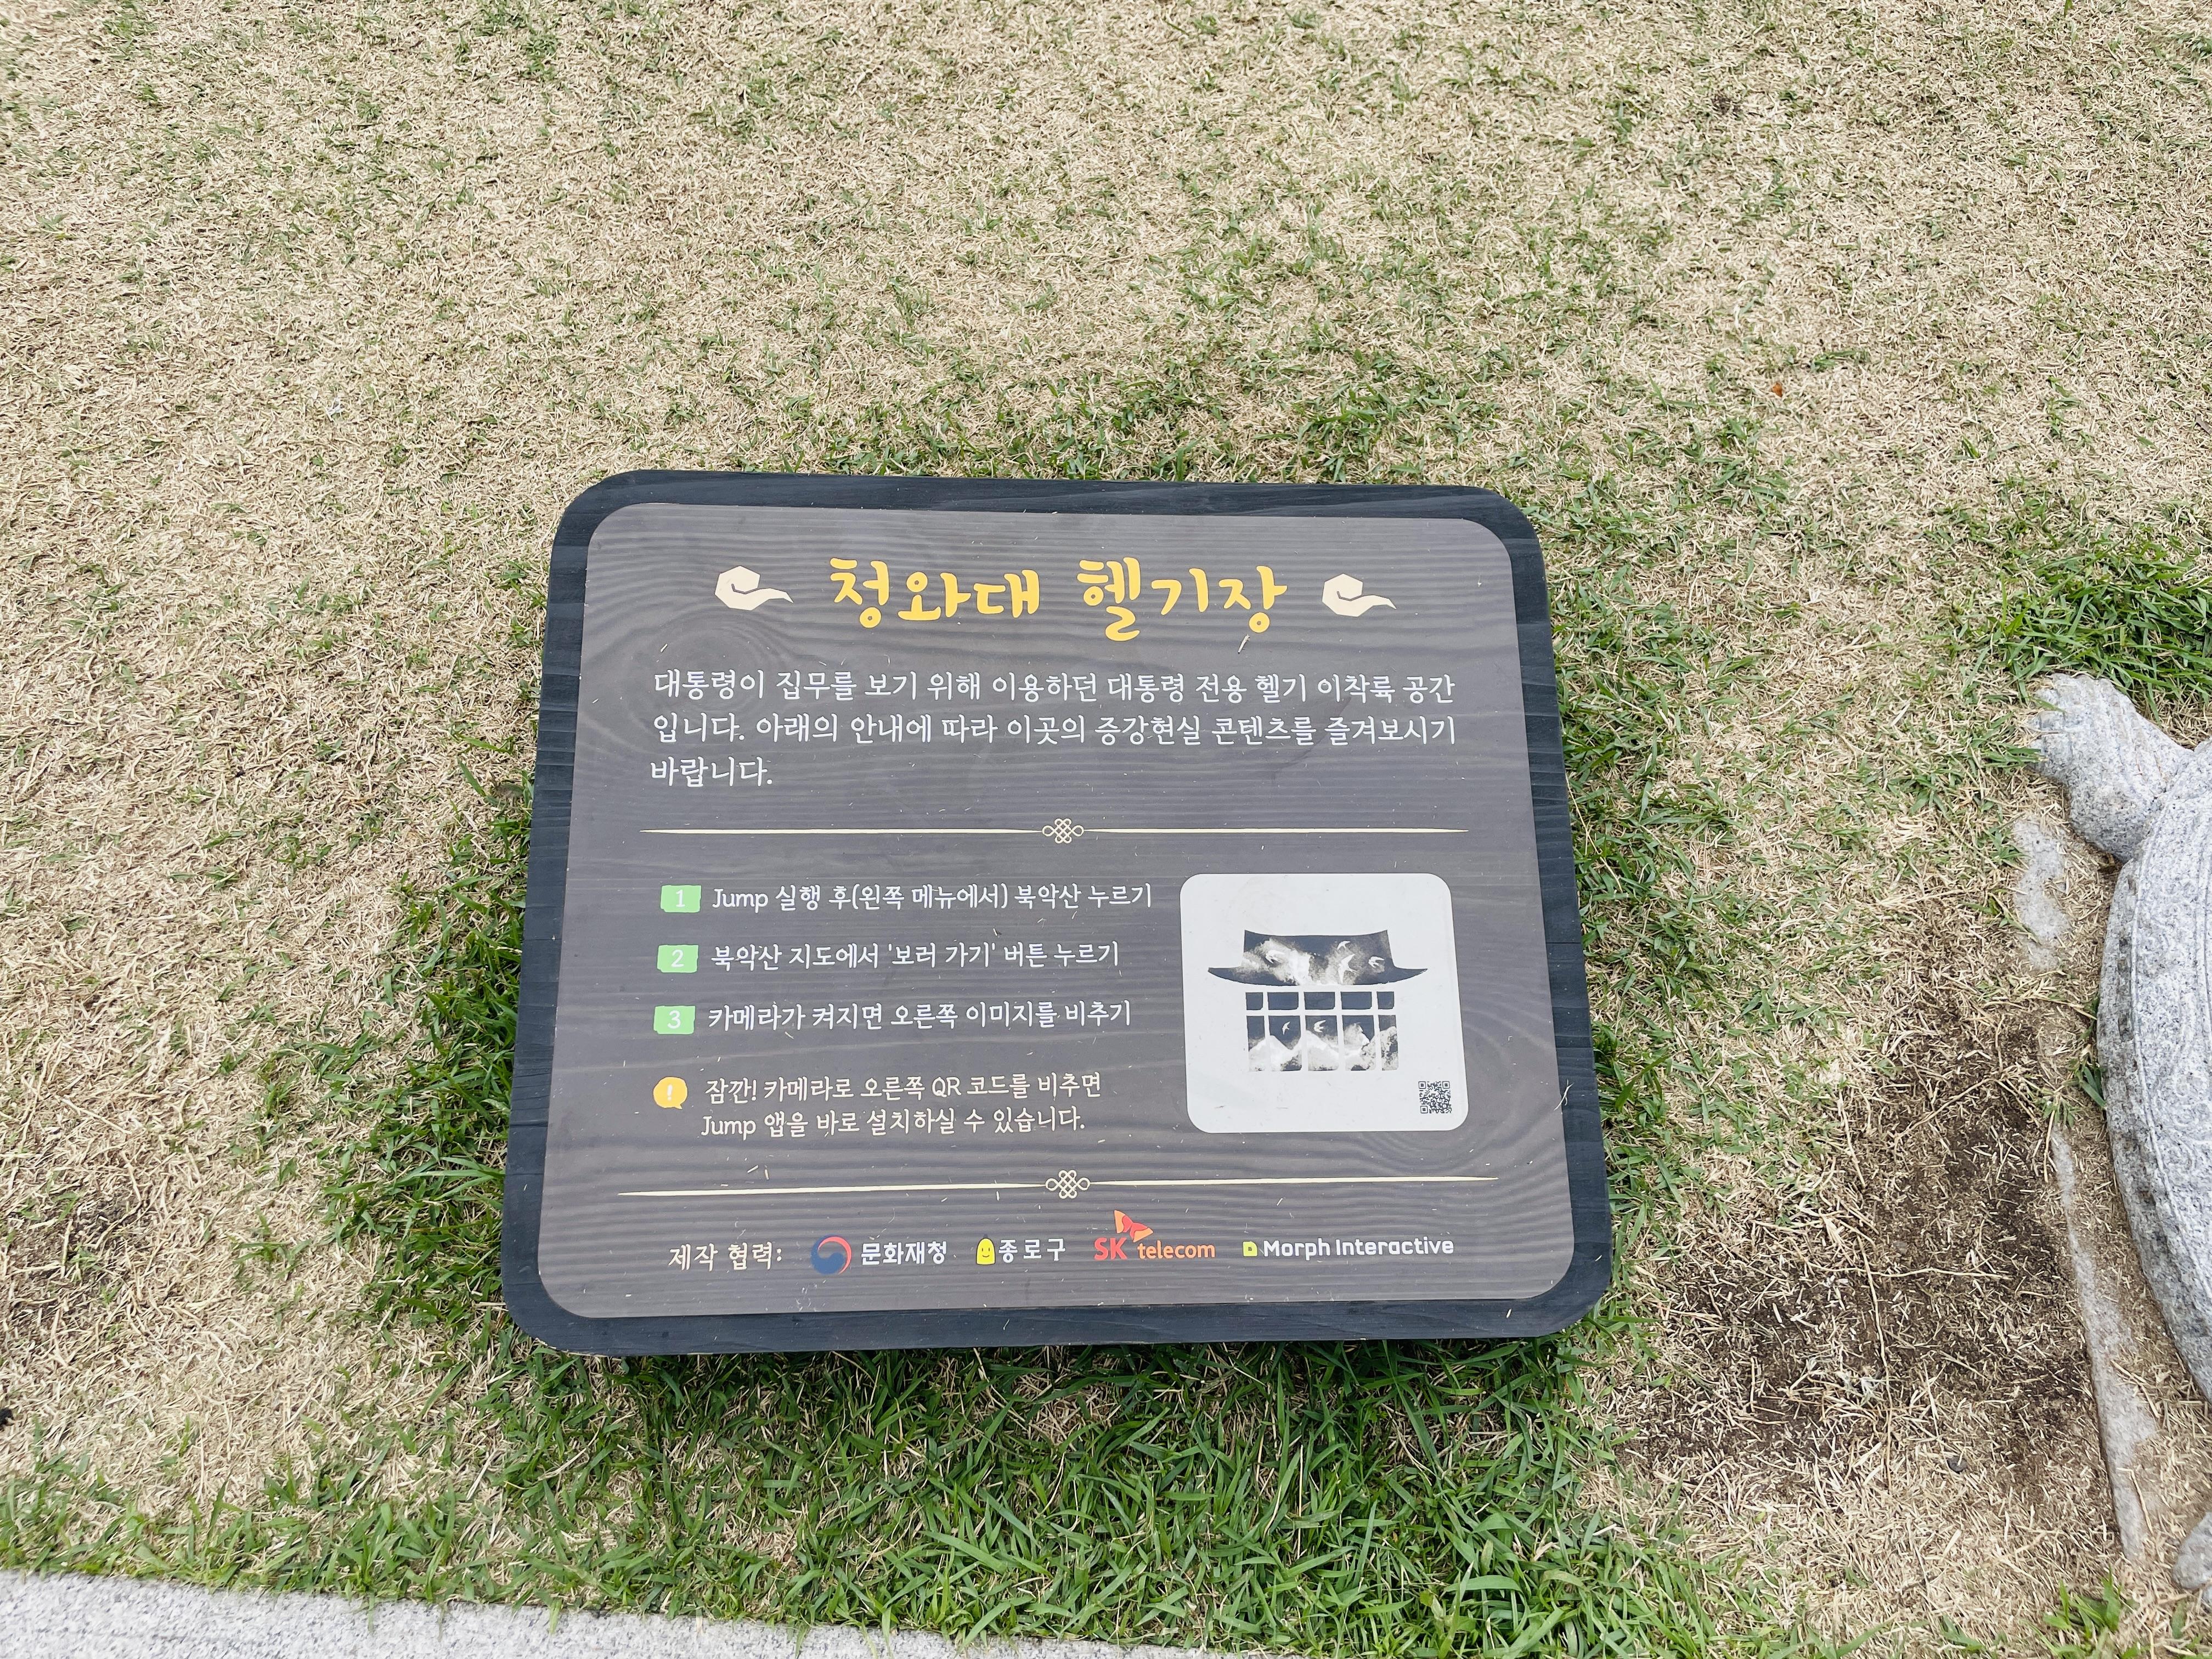 청와대 헬기장
대통령이 집무를 보기 위해 이용하던 대통령 전용 헬기 이착륙 공간
입니다. 아래의 안내에 따라 이곳의 증강현실 콘텐츠를 즐겨보시기
바랍니다.
1 Jump 실행 후(왼쪽 메뉴에서) 북악산 누르기
2 북악산 지도에서 '보러 가기' 버튼 누르기
3 카메라가 켜지면 오른쪽 이미지를 비추기
! 잠깐! 카메라로 오른쪽 QR 코드를 비추면
Jump 앱을 바로 설치하실 수 있습니다.
제작 협력: 문화재청 종로구 SK telecom Morph Interactive